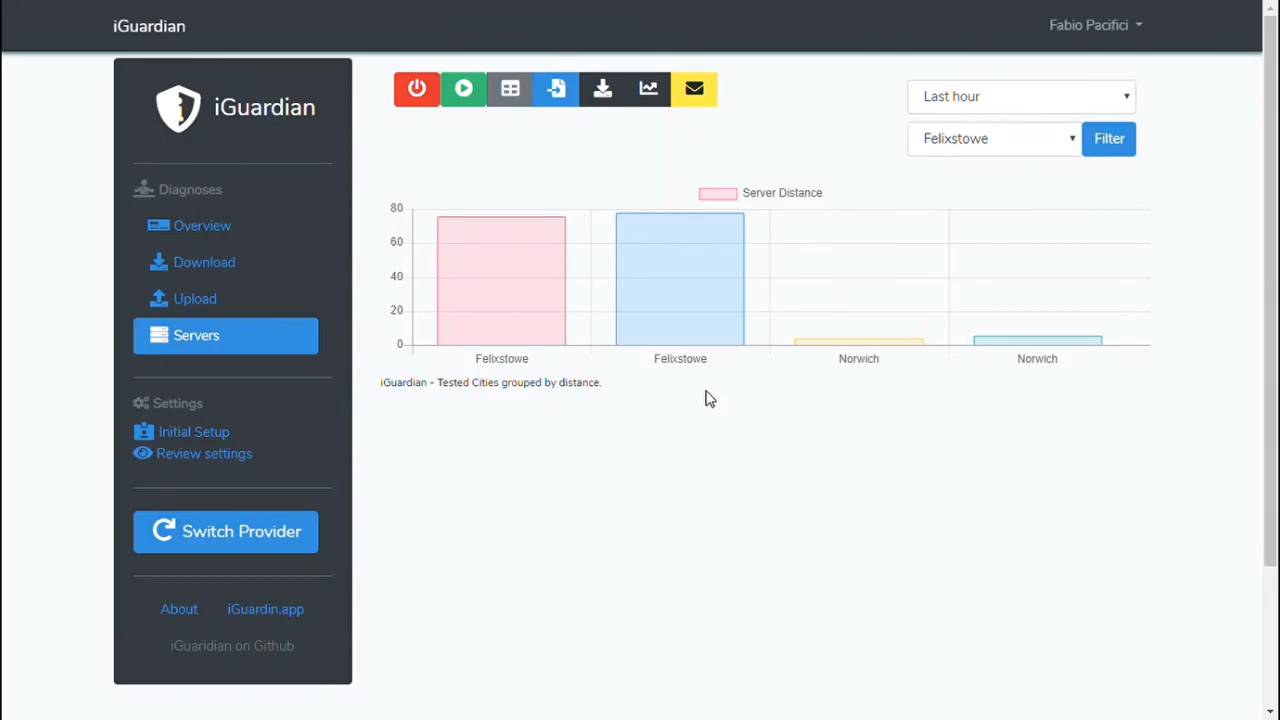 iGuardian
Fabio Pacifici
iGuardian
Diagnoses
Overview
Download
Upload
Servers
Settings
Initial Setup
Review settings
Switch Provider
About iGuardin.app
iGuaridian on Github
Last hour
Felixstowe Filter
Server Distance
80
60
40
20
0
Felixstowe Felixstowe Norwich Norwich
iGuardian - Tested Cities grouped by distance.